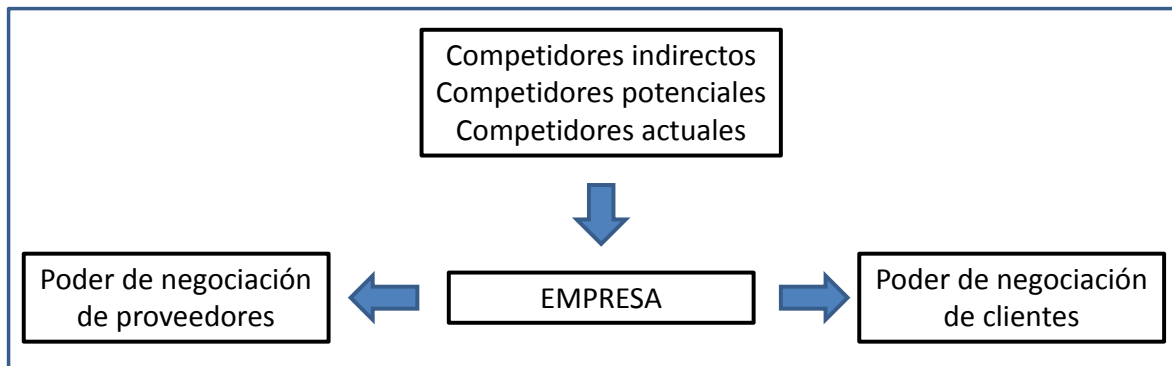 Competidores indirectos
Competidores potenciales
Competidores actuales
Poder de negociación
de proveedores
EMPRESA
Poder de negociación
de clientes